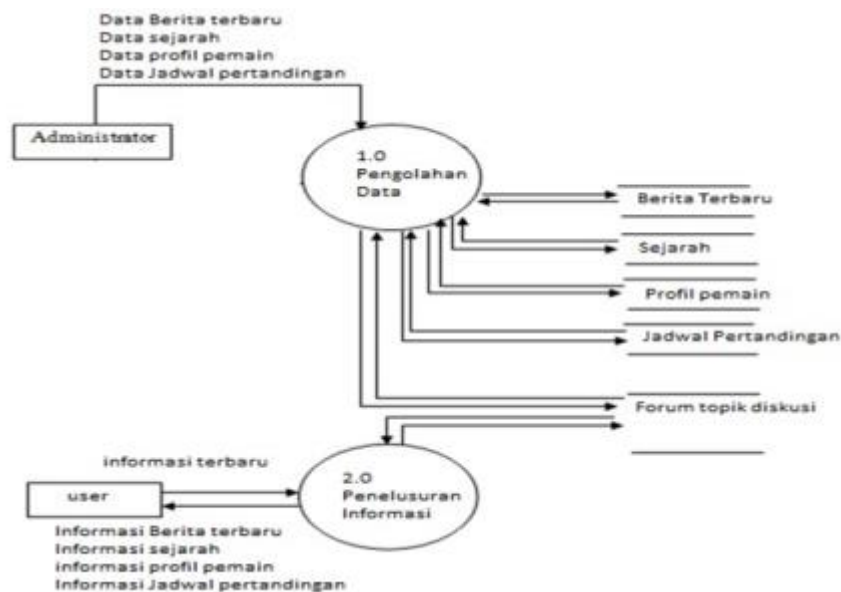 Data Berita terbaru
Data sejarah
Data profil pemain
Data Jadwal pertandingan
Administrator
1.0
Pengolahan
Data
Berita Terbaru
Sejarah
Profil pemain
Jadwal Pertandingan
Forum topik diskusi
informasi terbaru
user
2.0
Penelusuran
Informasi
Informasi Berita terbaru
Informasi sejarah
informasi profil pemain
Informasi Jadwal pertandingan